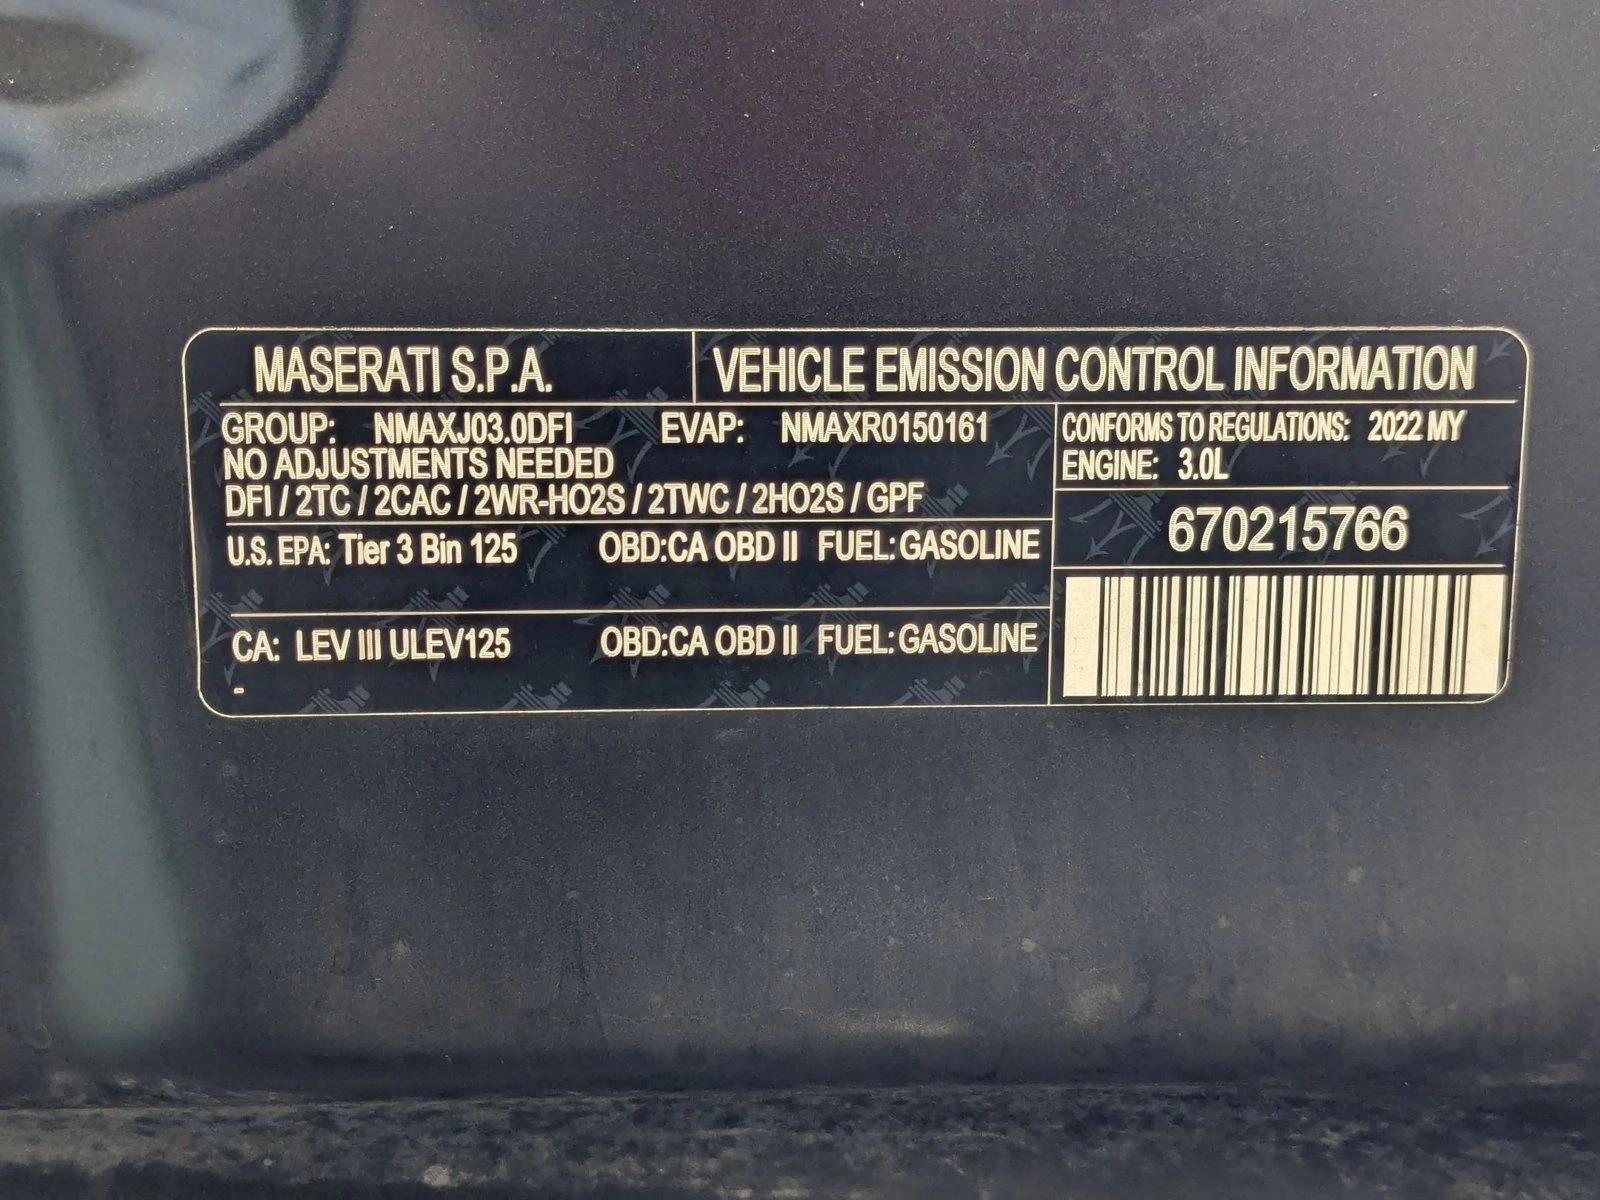 MASERATI S.P.A. VEHICLE EMISSION CONTROL INFORMATION
GROUP: NMAXJ03.0DFI EVAP: NMAXR0150161
NO ADJUSTMENTS NEEDED
DFI / 2TC / 2CAC / 2WR-HO2S / 2TWC / 2HO2S / GPF
CONFORMS TO REGULATIONS: 2022 MY
ENGINE: 3.0L
670215766
U.S. EPA: Tier 3 Bin 125 OBD:CA OBD II FUEL: GASOLINE
CA: LEV III ULEV125 OBD:CA OBD II FUEL: GASOLINE
-